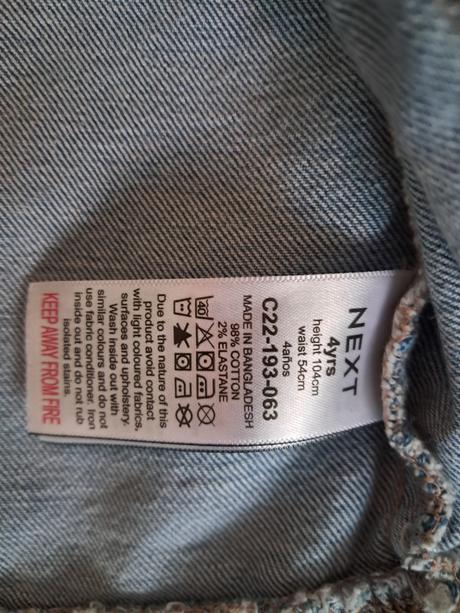 NEXT
4yrs
height 104cm
waist 54cm
4años
C22-193-063
MADE IN BANGLADESH
98% COTTON
2% ELASTANE
40
Due to the nature of this
product avoid contact
with light coloured fabrics,
surfaces and upholstery.
Wash inside out with
similar colours and do not
use fabric conditioner. Iron
inside out and do not rub
isolated stains.
KEEP AWAY FROM FIRE